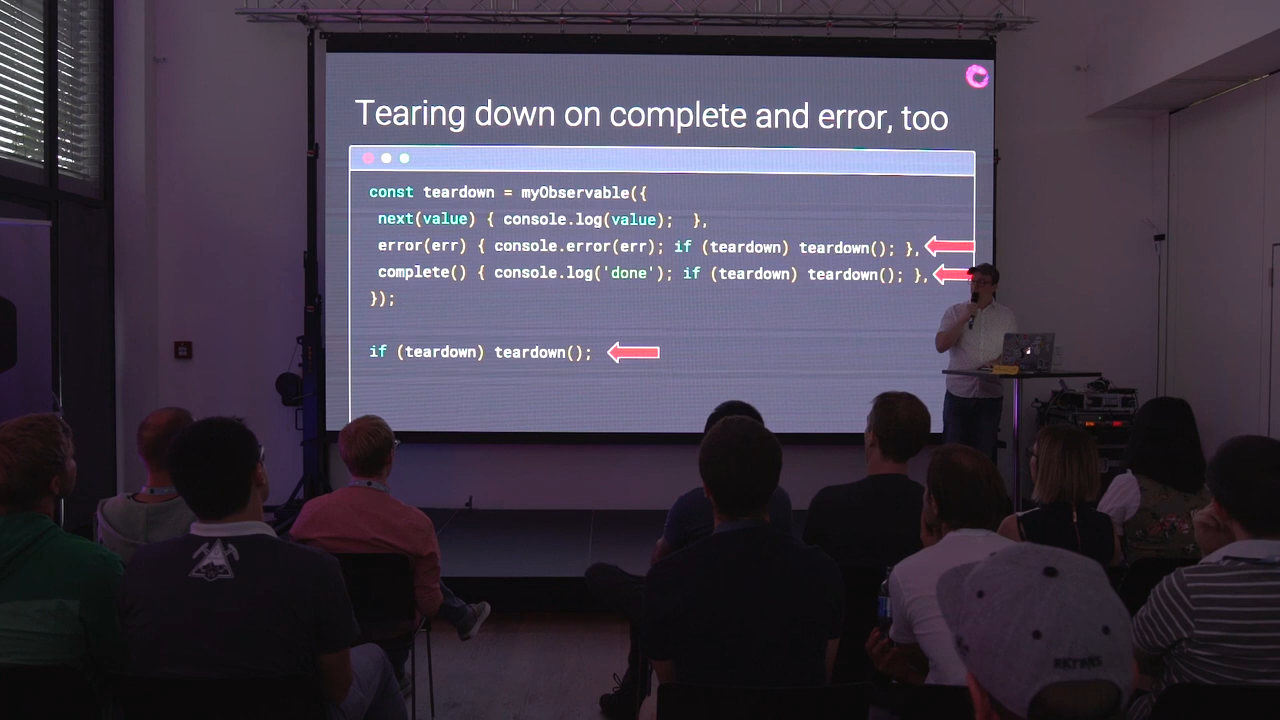 Tearing down on complete and error, too
const teardown = myObservable({
next(value) { console.log(value);  },
error(err) { console.error(err); if (teardown) teardown(); },
complete() { console.log('done'); if (teardown) teardown(); },
});
if (teardown) teardown();